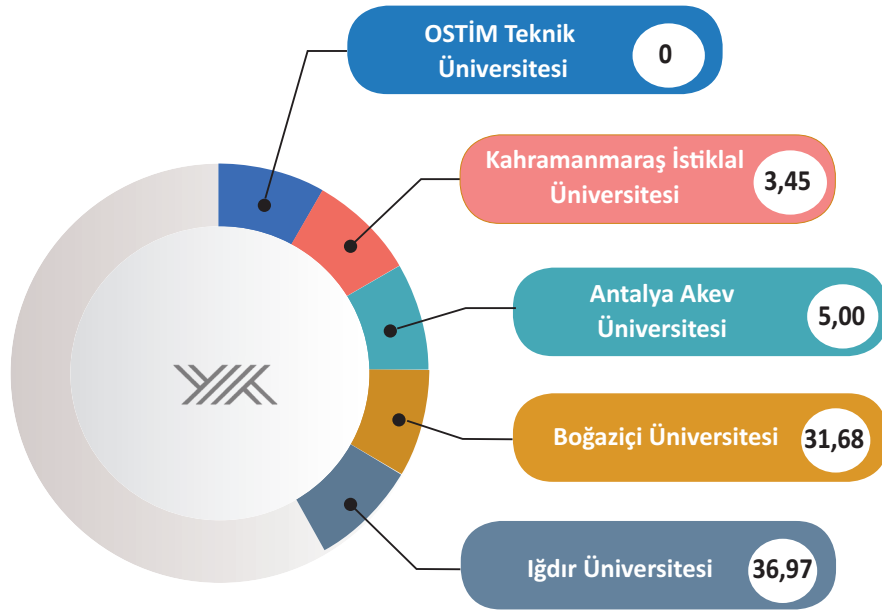 OSTİM Teknik
Üniversitesi
0
Kahramanmaraş İstiklal
Üniversitesi
3,45
Antalya Akev
Üniversitesi
5,00
Boğaziçi Üniversitesi
31,68
Iğdır Üniversitesi
36,97